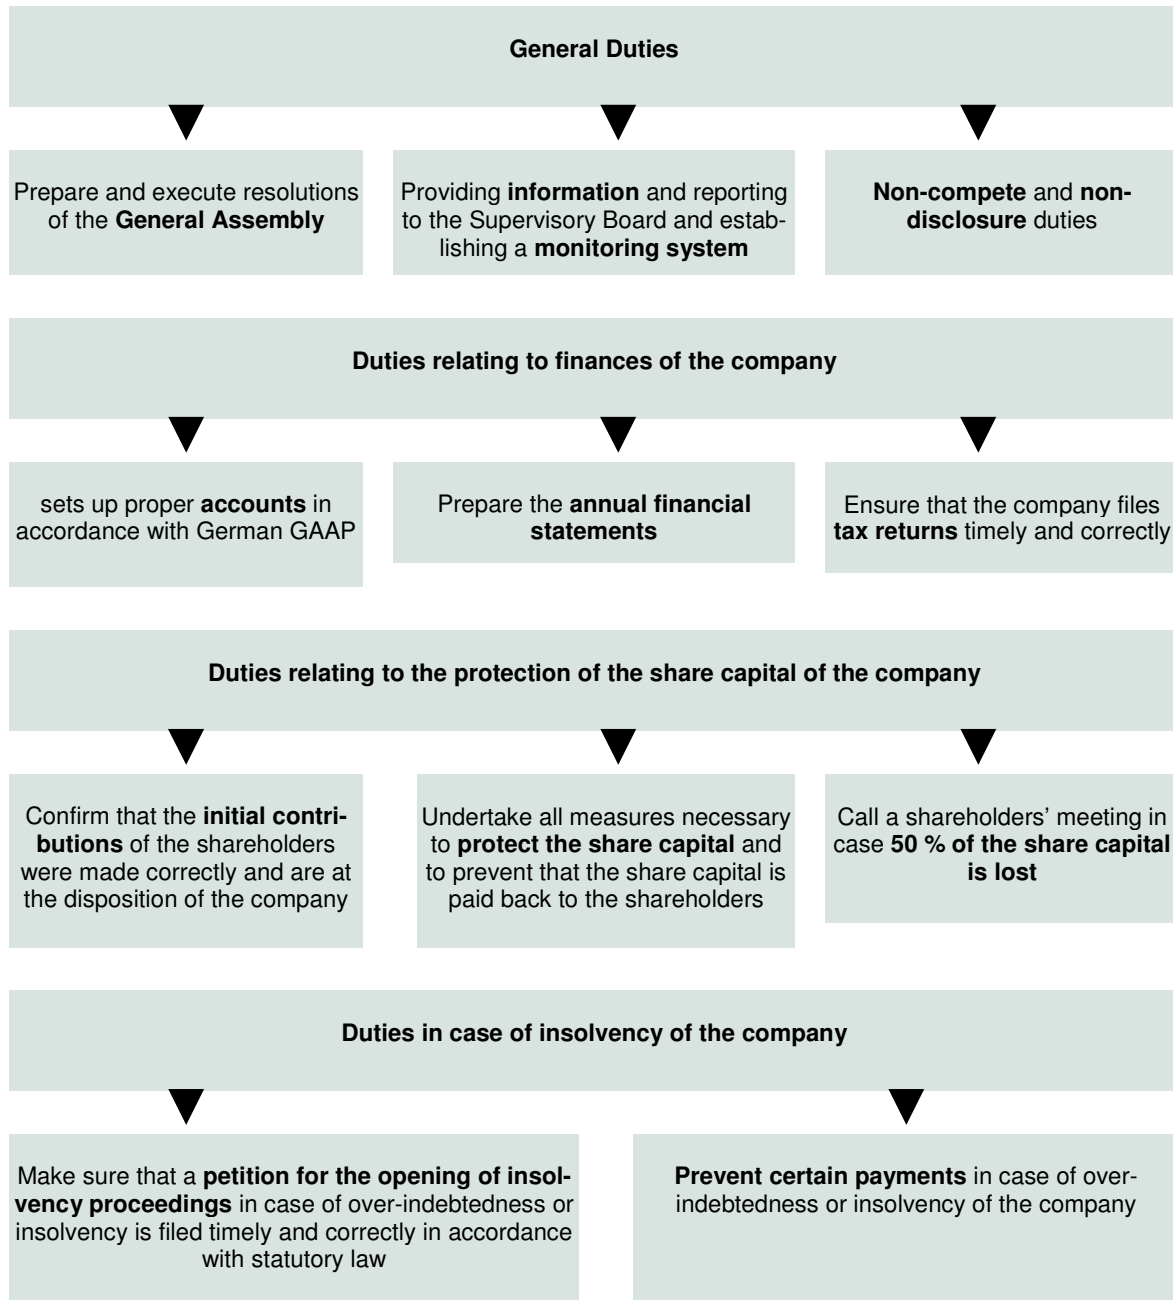 General Duties
Prepare and execute resolutions
of the General Assembly
Providing information and reporting
to the Supervisory Board and estab-
lishing a monitoring system
Non-compete and non-
disclosure duties
Duties relating to finances of the company
sets up proper accounts in
accordance with German GAAP
Prepare the annual financial
statements
Ensure that the company files
tax returns timely and correctly
Duties relating to the protection of the share capital of the company
Confirm that the initial contri-
butions of the shareholders
were made correctly and are at
the disposition of the company
Undertake all measures necessary
to protect the share capital and
to prevent that the share capital is
paid back to the shareholders
Call a shareholders’ meeting in
case 50 % of the share capital
is lost
Duties in case of insolvency of the company
Make sure that a petition for the opening of insol-
vency proceedings in case of over-indebtedness or
insolvency is filed timely and correctly in accordance
with statutory law
Prevent certain payments in case of over-
indebtedness or insolvency of the company